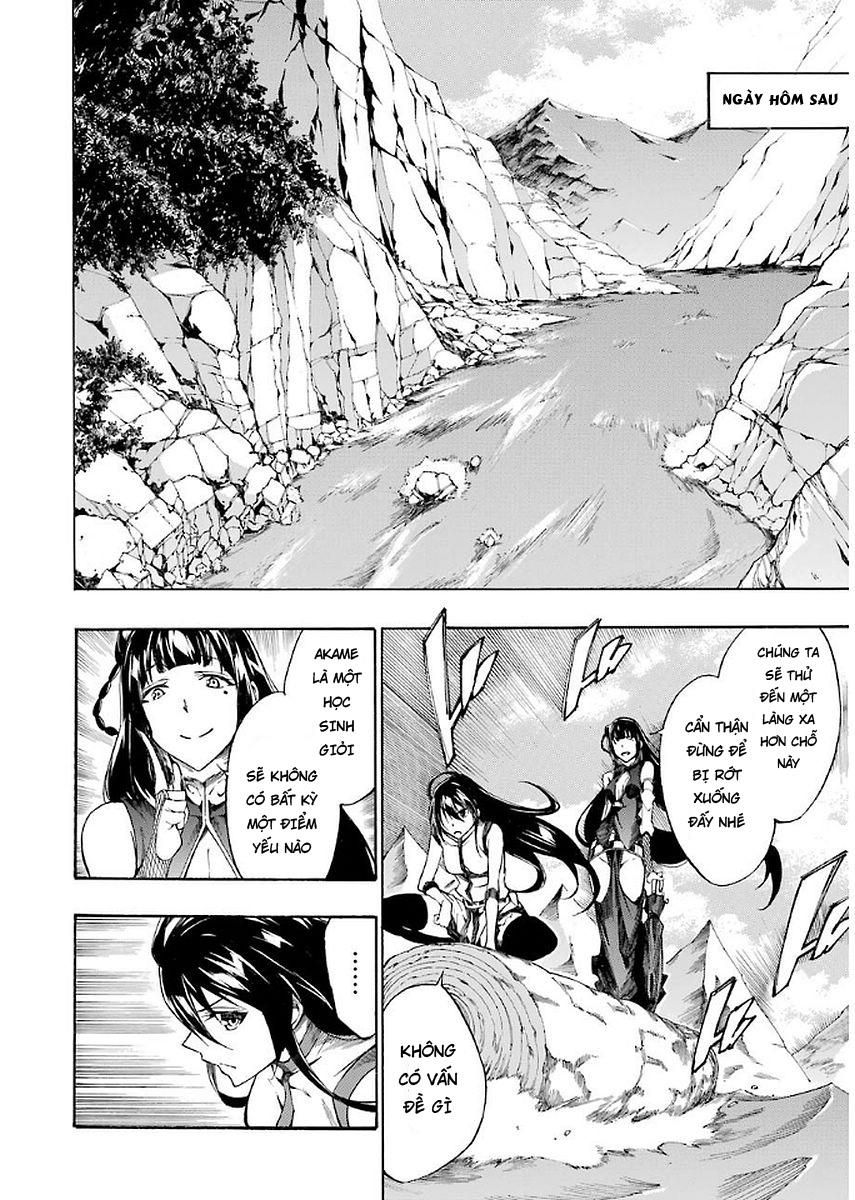 NGÀY HÔM SAU
CHÚNG TA
SẼ THỬ
ĐẾN MỘT
LÀNG XA
HƠN CHỖ
NÀY
CẨN THẬN
ĐỪNG ĐỂ
BỊ RỚT
XUỐNG
ĐẤY NHÉ
KHÔNG
CÓ VẤN
ĐỀ GÌ
AKAME
LÀ MỘT
HỌC
SINH
GIỎI
SẼ KHÔNG
CÓ BẤT KỲ
MỘT ĐIỂM
YẾU NÀO
......